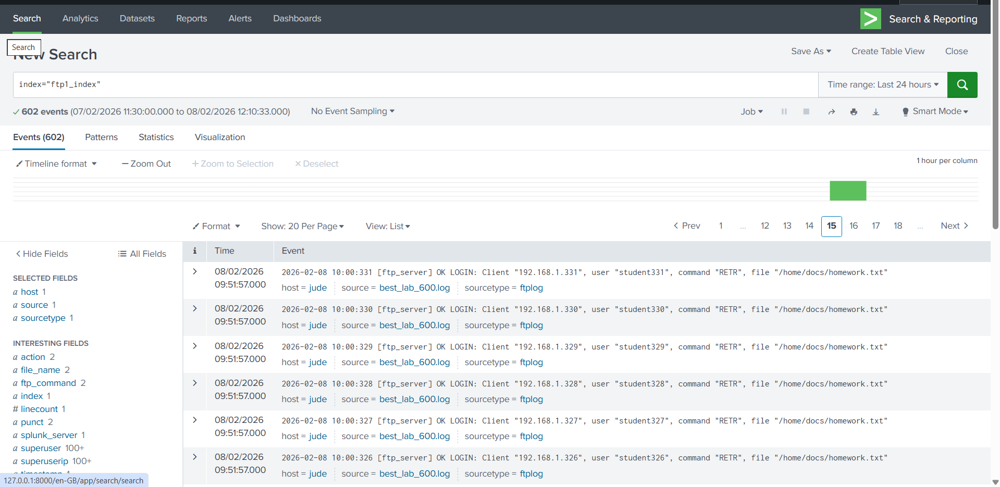 Search Analytics Datasets Reports Alerts Dashboards Search & Reporting
Search
New Search Save As Create Table View Close
index="ftp1_index" Time range: Last 24 hours
602 events (07/02/2026 11:30:00.000 to 08/02/2026 12:10:33.000) No Event Sampling Job Smart Mode
Events (602) Patterns Statistics Visualization
Timeline format — Zoom Out + Zoom to Selection × Deselect 1 hour per column
Format Show: 20 Per Page View: List < Prev 1 ... 12 13 14 15 16 17 18 ... Next >
< Hide Fields All Fields
SELECTED FIELDS
a host 1
a source 1
a sourcetype 1
INTERESTING FIELDS
a action 2
a file_name 2
a ftp_command 2
a index 1
# linecount 1
a punct 2
a splunk_server 1
a superuser 100+
a superuserip 100+
a timestamp 1
i Time Event
> 08/02/2026 09:51:57.000 2026-02-08 10:00:331 [ftp_server] OK LOGIN: Client "192.168.1.331", user "student331", command "RETR", file "/home/docs/homework.txt"
host = jude source = best_lab_600.log sourcetype = ftplog
> 08/02/2026 09:51:57.000 2026-02-08 10:00:330 [ftp_server] OK LOGIN: Client "192.168.1.330", user "student330", command "RETR", file "/home/docs/homework.txt"
host = jude source = best_lab_600.log sourcetype = ftplog
> 08/02/2026 09:51:57.000 2026-02-08 10:00:329 [ftp_server] OK LOGIN: Client "192.168.1.329", user "student329", command "RETR", file "/home/docs/homework.txt"
host = jude source = best_lab_600.log sourcetype = ftplog
> 08/02/2026 09:51:57.000 2026-02-08 10:00:328 [ftp_server] OK LOGIN: Client "192.168.1.328", user "student328", command "RETR", file "/home/docs/homework.txt"
host = jude source = best_lab_600.log sourcetype = ftplog
> 08/02/2026 09:51:57.000 2026-02-08 10:00:327 [ftp_server] OK LOGIN: Client "192.168.1.327", user "student327", command "RETR", file "/home/docs/homework.txt"
host = jude source = best_lab_600.log sourcetype = ftplog
> 08/02/2026 09:51:57.000 2026-02-08 10:00:326 [ftp_server] OK LOGIN: Client "192.168.1.326", user "student326", command "RETR", file "/home/docs/homework.txt"
host = jude source = best_lab_600.log sourcetype = ftplog
127.0.0.1:8000/en-GB/app/search/search